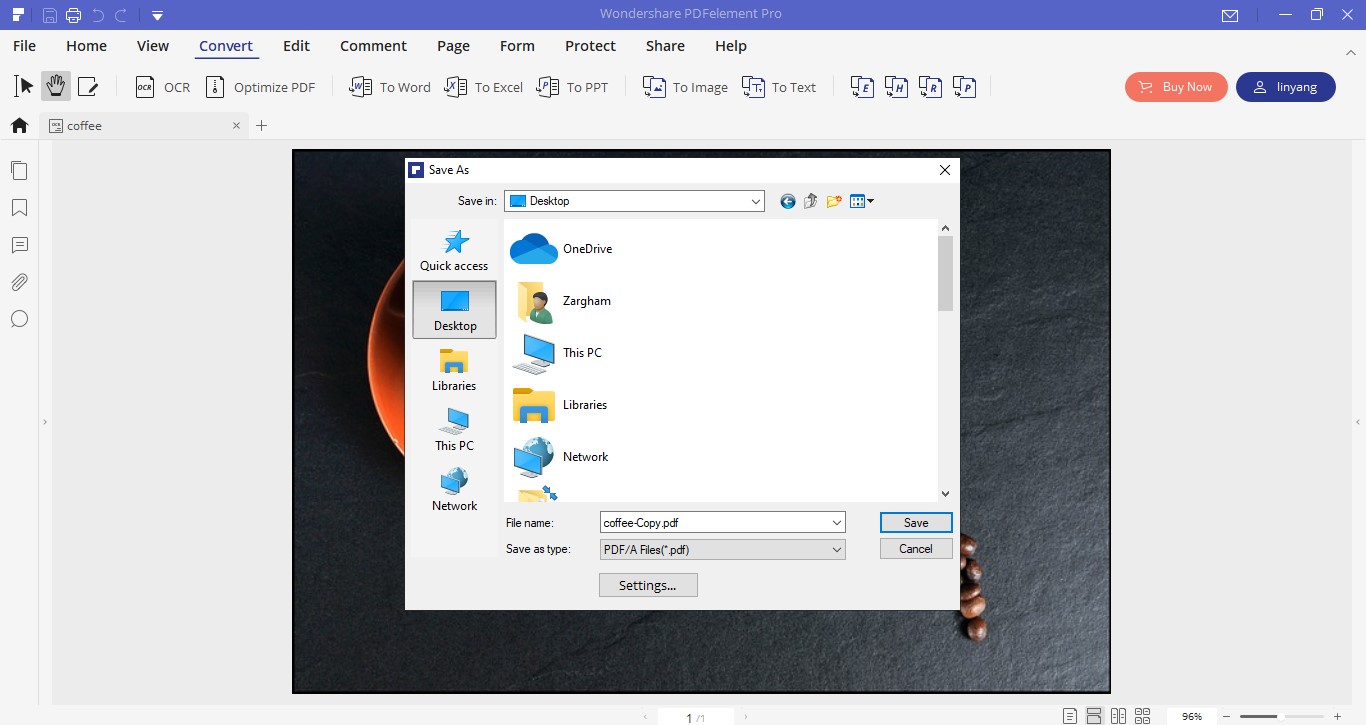 Wondershare PDFelement Pro
File Home View Convert Edit Comment Page Form Protect Share Help
OCR OCR Optimize PDF W To Word X To Excel P To PPT To Image T To Text E H R P Buy Now linyang
coffee
Save As
Save in: Desktop
Quick access
Desktop
Libraries
This PC
Network
OneDrive
Zargham
This PC
Libraries
Network
File name: coffee-Copy.pdf Save
Save as type: PDF/A Files(*.pdf) Cancel
Settings...
1 /1 96%